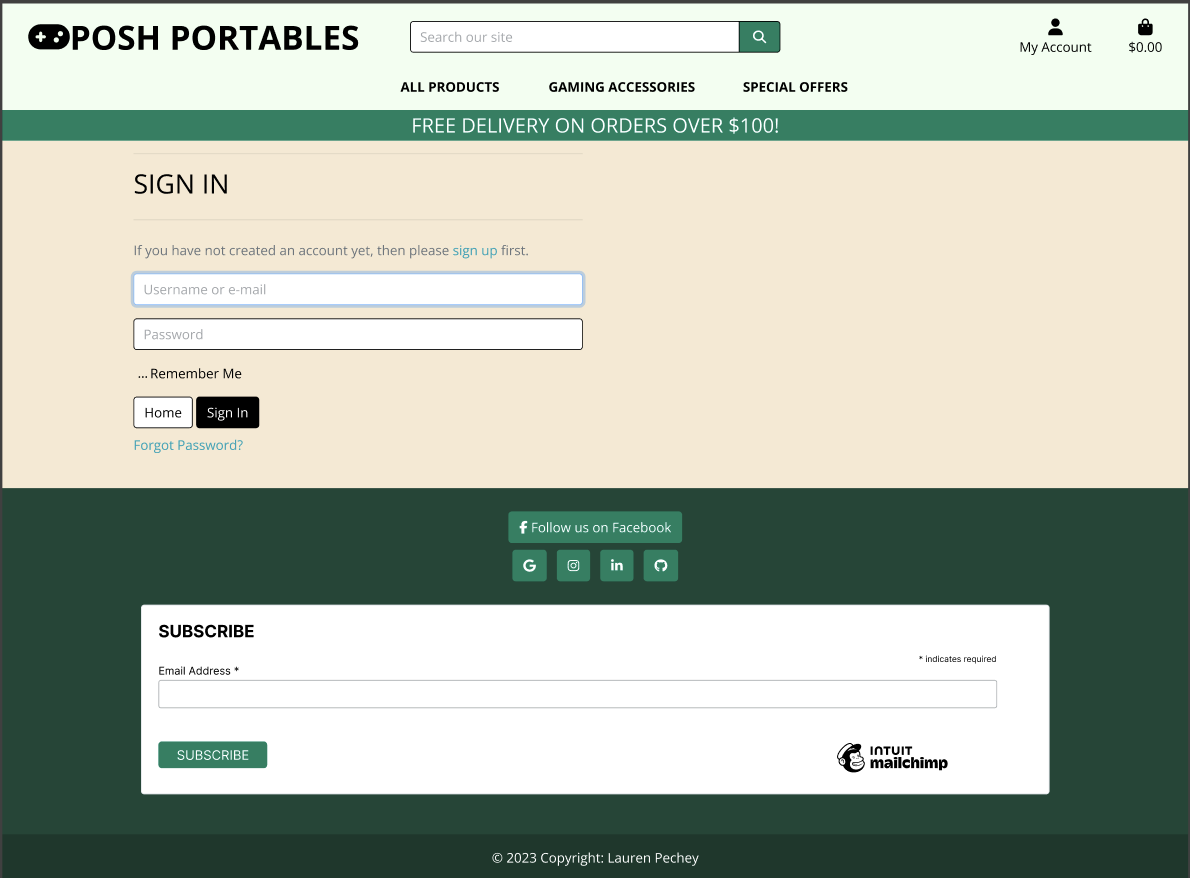 POSH PORTABLES
Search our site
My Account
$0.00
ALL PRODUCTS GAMING ACCESSORIES SPECIAL OFFERS
FREE DELIVERY ON ORDERS OVER $100!
SIGN IN
If you have not created an account yet, then please sign up first.
Username or e-mail
Password
... Remember Me
Home Sign In
Forgot Password?
Follow us on Facebook
SUBSCRIBE
* indicates required
Email Address *
SUBSCRIBE
INTUIT
mailchimp
© 2023 Copyright: Lauren Pechey